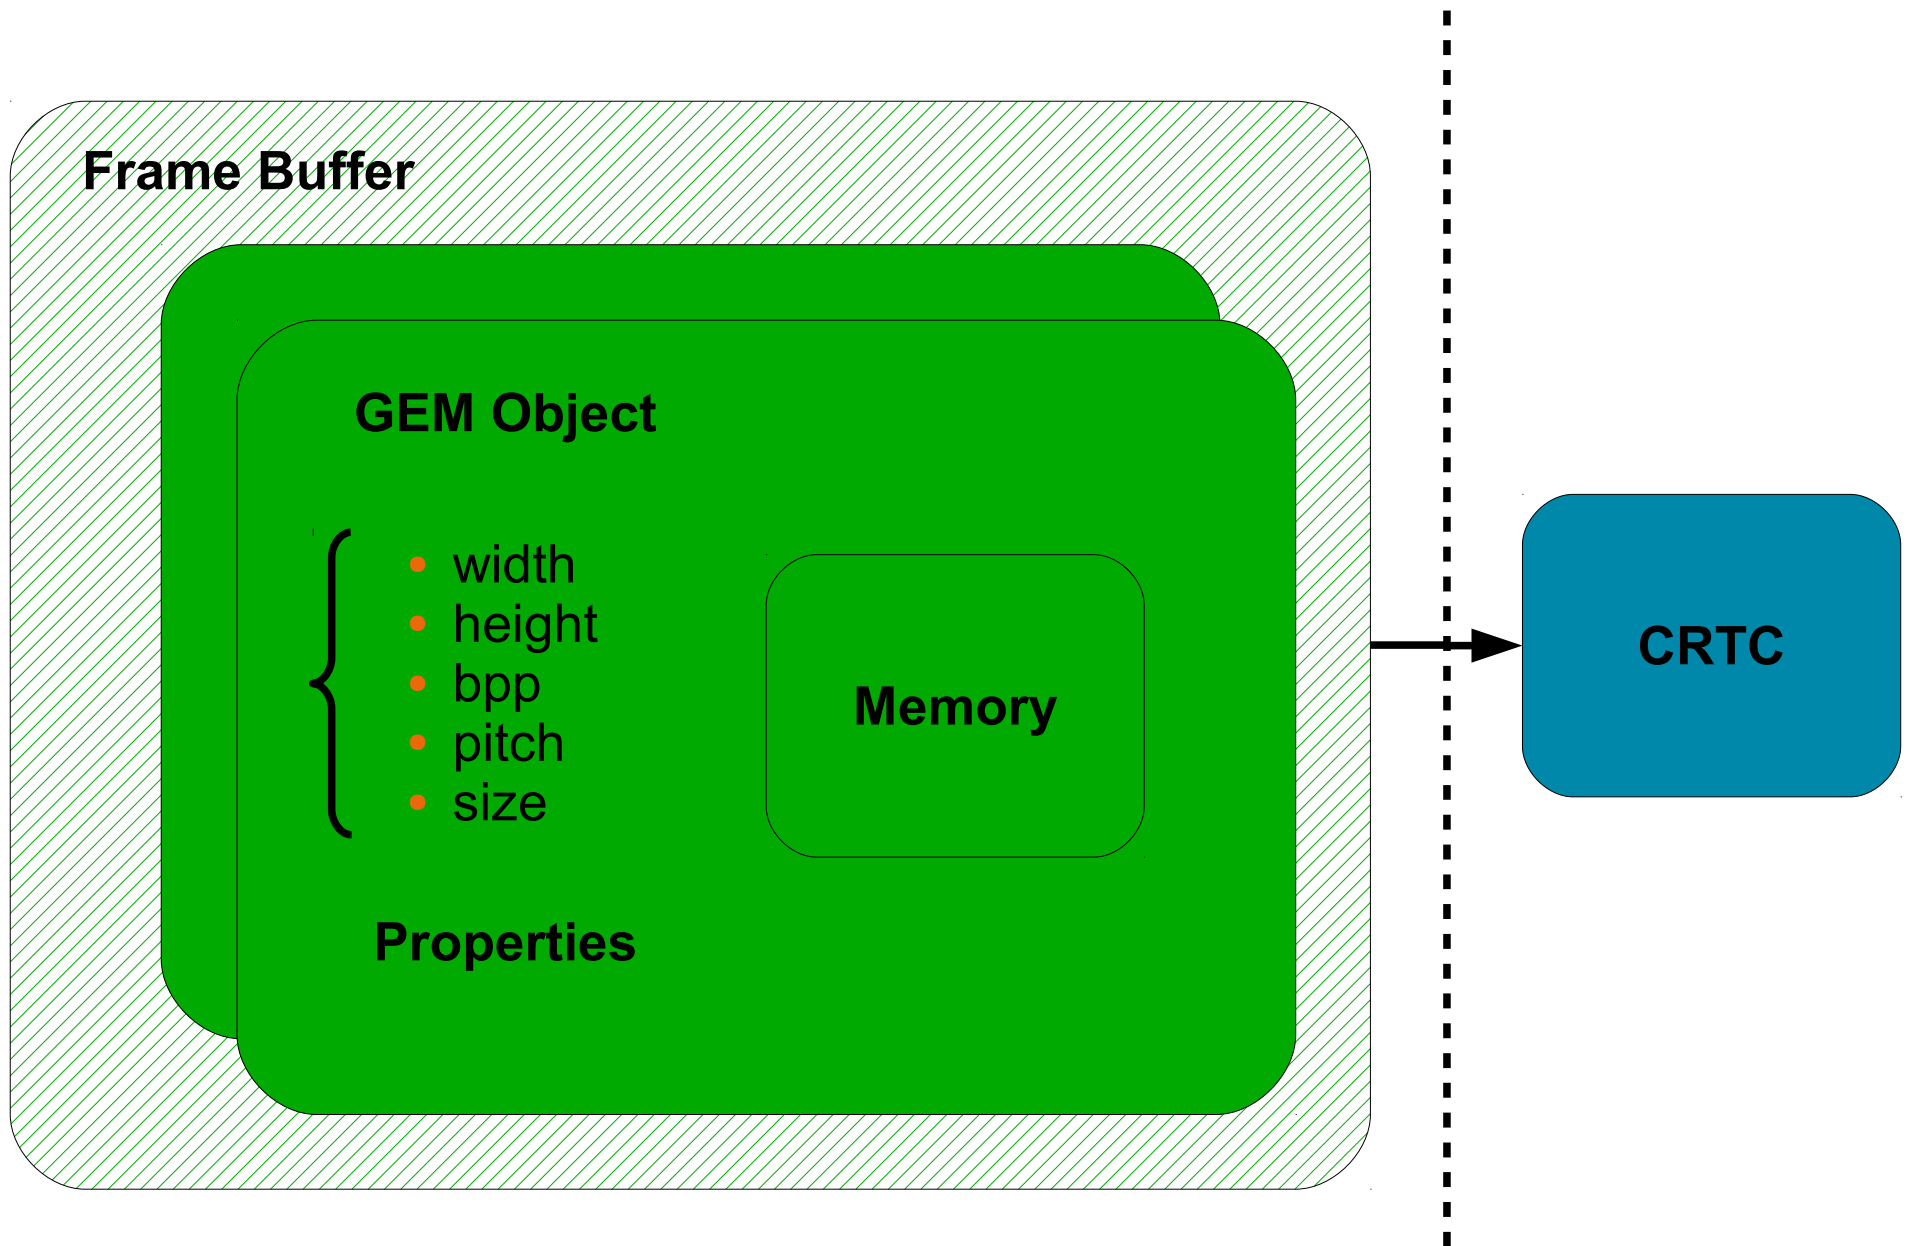 Frame Buffer
GEM Object
width
height
bpp
pitch
size
Memory
Properties
CRTC